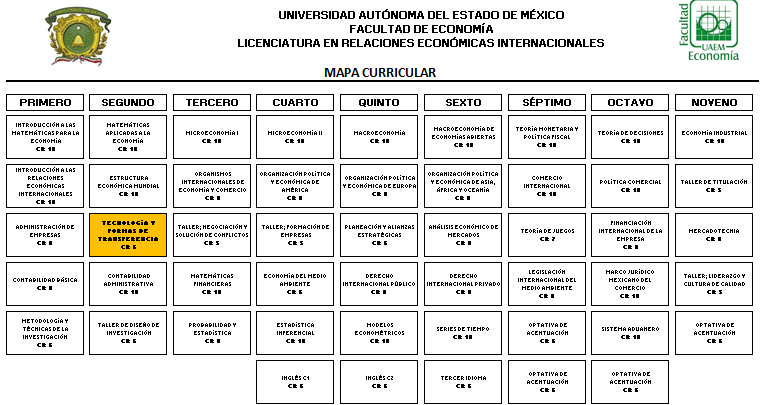 UNIVERSIDAD AUTÓNOMA DEL ESTADO DE MÉXICO
FACULTAD DE ECONOMÍA
LICENCIATURA EN RELACIONES ECONÓMICAS INTERNACIONALES
Facultad
UAEM
Economía
MAPA CURRICULAR
PRIMERO
SEGUNDO
TERCERO
CUARTO
QUINTO
SEXTO
SÉPTIMO
OCTAVO
NOVENO
INTRODUCCIÓN A LAS
MATEMÁTICAS PARA LA
ECONOMÍA
CR 10
MATEMÁTICAS
APLICADAS A LA
ECONOMÍA
CR 10
MICROECONOMÍA I
CR 10
MICROECONOMÍA II
CR 10
MACROECONOMÍA
CR 10
MACROECONOMÍA DE
ECONOMÍAS ABIERTAS
CR 10
TEORÍA MONETARIA Y
POLÍTICA FISCAL
CR 10
TEORÍA DE DECISIONES
CR 10
ECONOMÍA INDUSTRIAL
CR 10
INTRODUCCIÓN A LAS
RELACIONES
ECONÓMICAS
INTERNACIONALES
CR 10
ESTRUCTURA
ECONÓMICA MUNDIAL
CR 10
ORGANISMOS
INTERNACIONALES DE
ECONOMÍA Y COMERCIO
CR 8
ORGANIZACIÓN POLÍTICA
Y ECONÓMICA DE
AMÉRICA
CR 8
ORGANIZACIÓN POLÍTICA
Y ECONÓMICA DE EUROPA
CR 8
ORGANIZACIÓN POLÍTICA
Y ECONÓMICA DE ASIA,
ÁFRICA Y OCEANÍA
CR 8
COMERCIO
INTERNACIONAL
CR 10
POLÍTICA COMERCIAL
CR 10
TALLER DE TITULACIÓN
CR 5
ADMINISTRACIÓN DE
EMPRESAS
CR 8
TECNOLOGÍA Y
FORMAS DE
TRANSFERENCIA
CR 6
TALLER; NEGOCIACIÓN Y
SOLUCIÓN DE CONFLICTOS
CR 5
TALLER; FORMACIÓN DE
EMPRESAS
CR 5
PLANEACIÓN Y ALIANZAS
ESTRATÉGICAS
CR 6
ANÁLISIS ECONÓMICO DE
MERCADOS
CR 8
TEORÍA DE JUEGOS
CR 7
FINANCIACIÓN
INTERNACIONAL DE LA
EMPRESA
CR 8
MERCADOTECNIA
CR 8
CONTABILIDAD BÁSICA
CR 8
CONTABILIDAD
ADMINISTRATIVA
CR 10
MATEMÁTICAS
FINANCIERAS
CR 10
ECONOMÍA DEL MEDIO
AMBIENTE
CR 6
DERECHO
INTERNACIONAL PÚBLICO
CR 8
DERECHO
INTERNACIONAL PRIVADO
CR 8
LEGISLACIÓN
INTERNACIONAL DEL
MEDIO AMBIENTE
CR 8
MARCO JURÍDICO
MEXICANO DEL
COMERCIO
CR 10
TALLER; LIDERAZGO Y
CULTURA DE CALIDAD
CR 5
METODOLOGÍA Y
TÉCNICAS DE LA
INVESTIGACIÓN
CR 6
TALLER DE DISEÑO DE
INVESTIGACIÓN
CR 6
PROBABILIDAD Y
ESTADÍSTICA
CR 8
ESTADÍSTICA
INFERENCIAL
CR 10
MODELOS
ECONOMÉTRICOS
CR 10
SERIES DE TIEMPO
CR 10
OPTATIVA DE
ACENTUACIÓN
CR 6
SISTEMA ADUANERO
CR 10
OPTATIVA DE
ACENTUACIÓN
CR 6
INGLÉS C1
CR 6
INGLÉS C2
CR 6
TERCER IDIOMA
CR 6
OPTATIVA DE
ACENTUACIÓN
CR 6
OPTATIVA DE
ACENTUACIÓN
CR 6